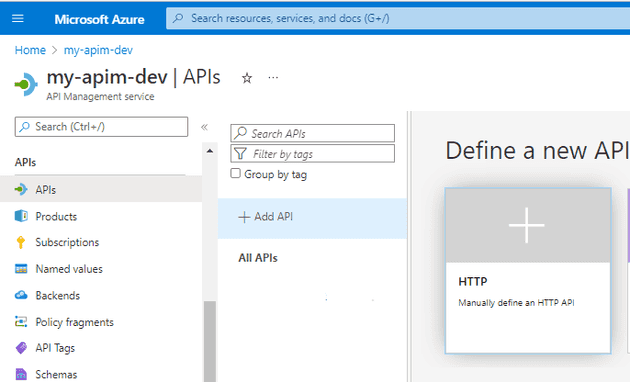 Microsoft Azure
Search resources, services, and docs (G+/)
Home > my-apim-dev
my-apim-dev | APIs
API Management service
Search (Ctrl+/)
APIs
APIs
Products
Subscriptions
Named values
Backends
Policy fragments
API Tags
Schemas
Search APIs
Filter by tags
Group by tag
+ Add API
All APIs
Define a new API
HTTP
Manually define an HTTP API